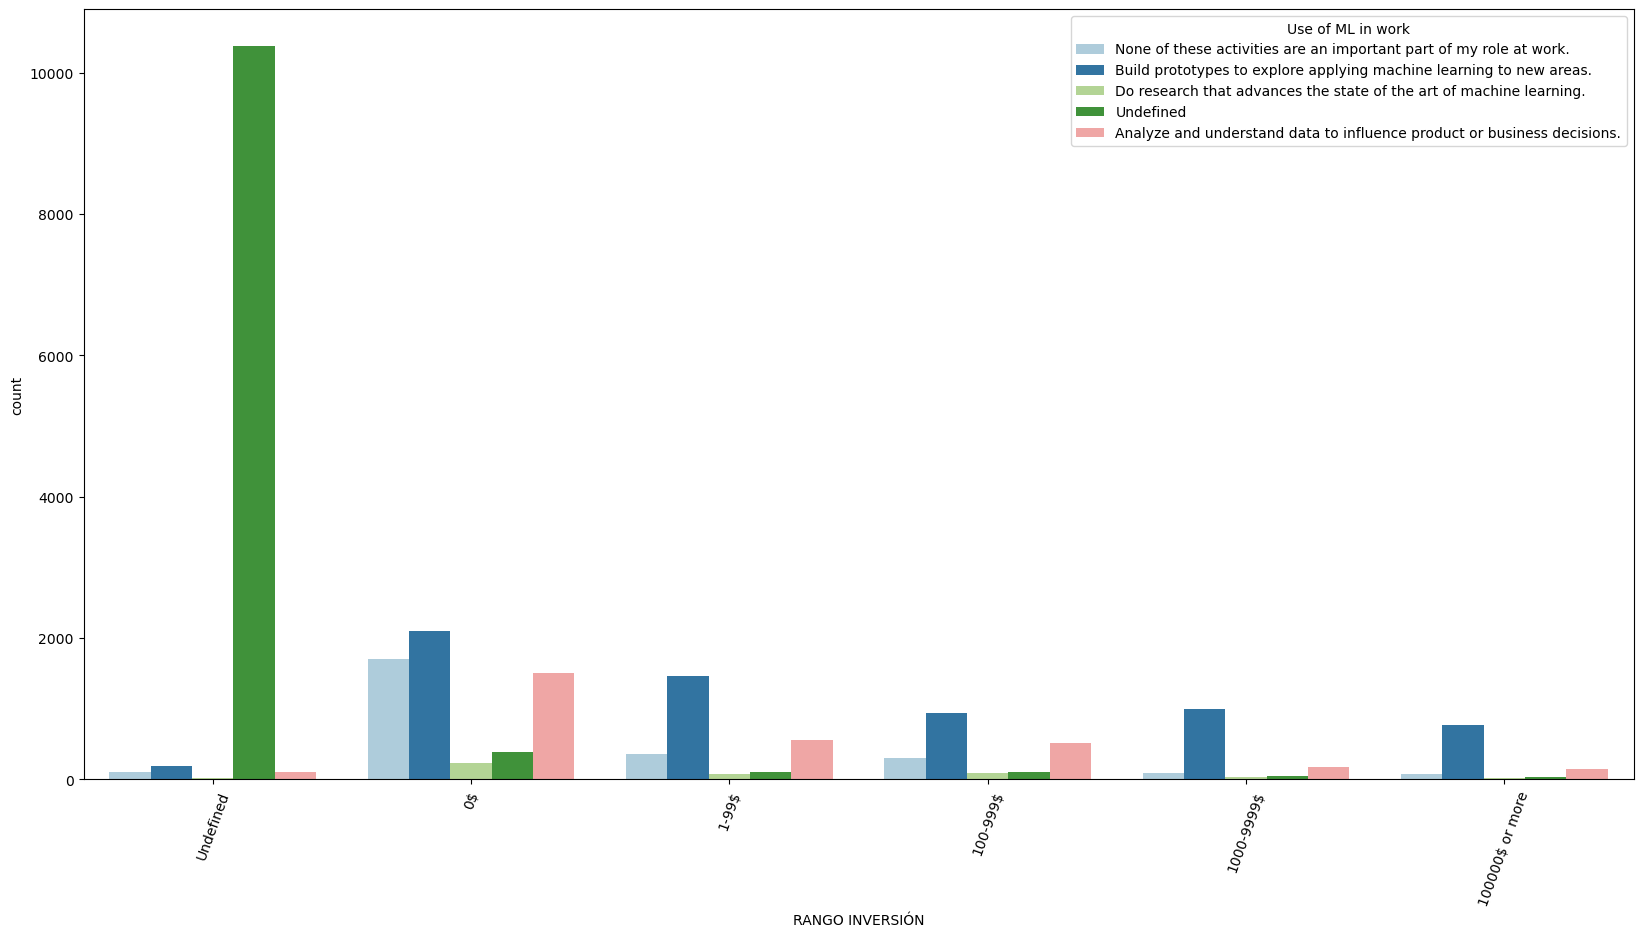 Use of ML in work
None of these activities are an important part of my role at work.
Build prototypes to explore applying machine learning to new areas.
Do research that advances the state of the art of machine learning.
Undefined
Analyze and understand data to influence product or business decisions.
10000
8000
6000
4000
2000
0
count
Undefined
0$
1-99$
100-999$
1000-9999$
100000$ or more
RANGO INVERSIÓN